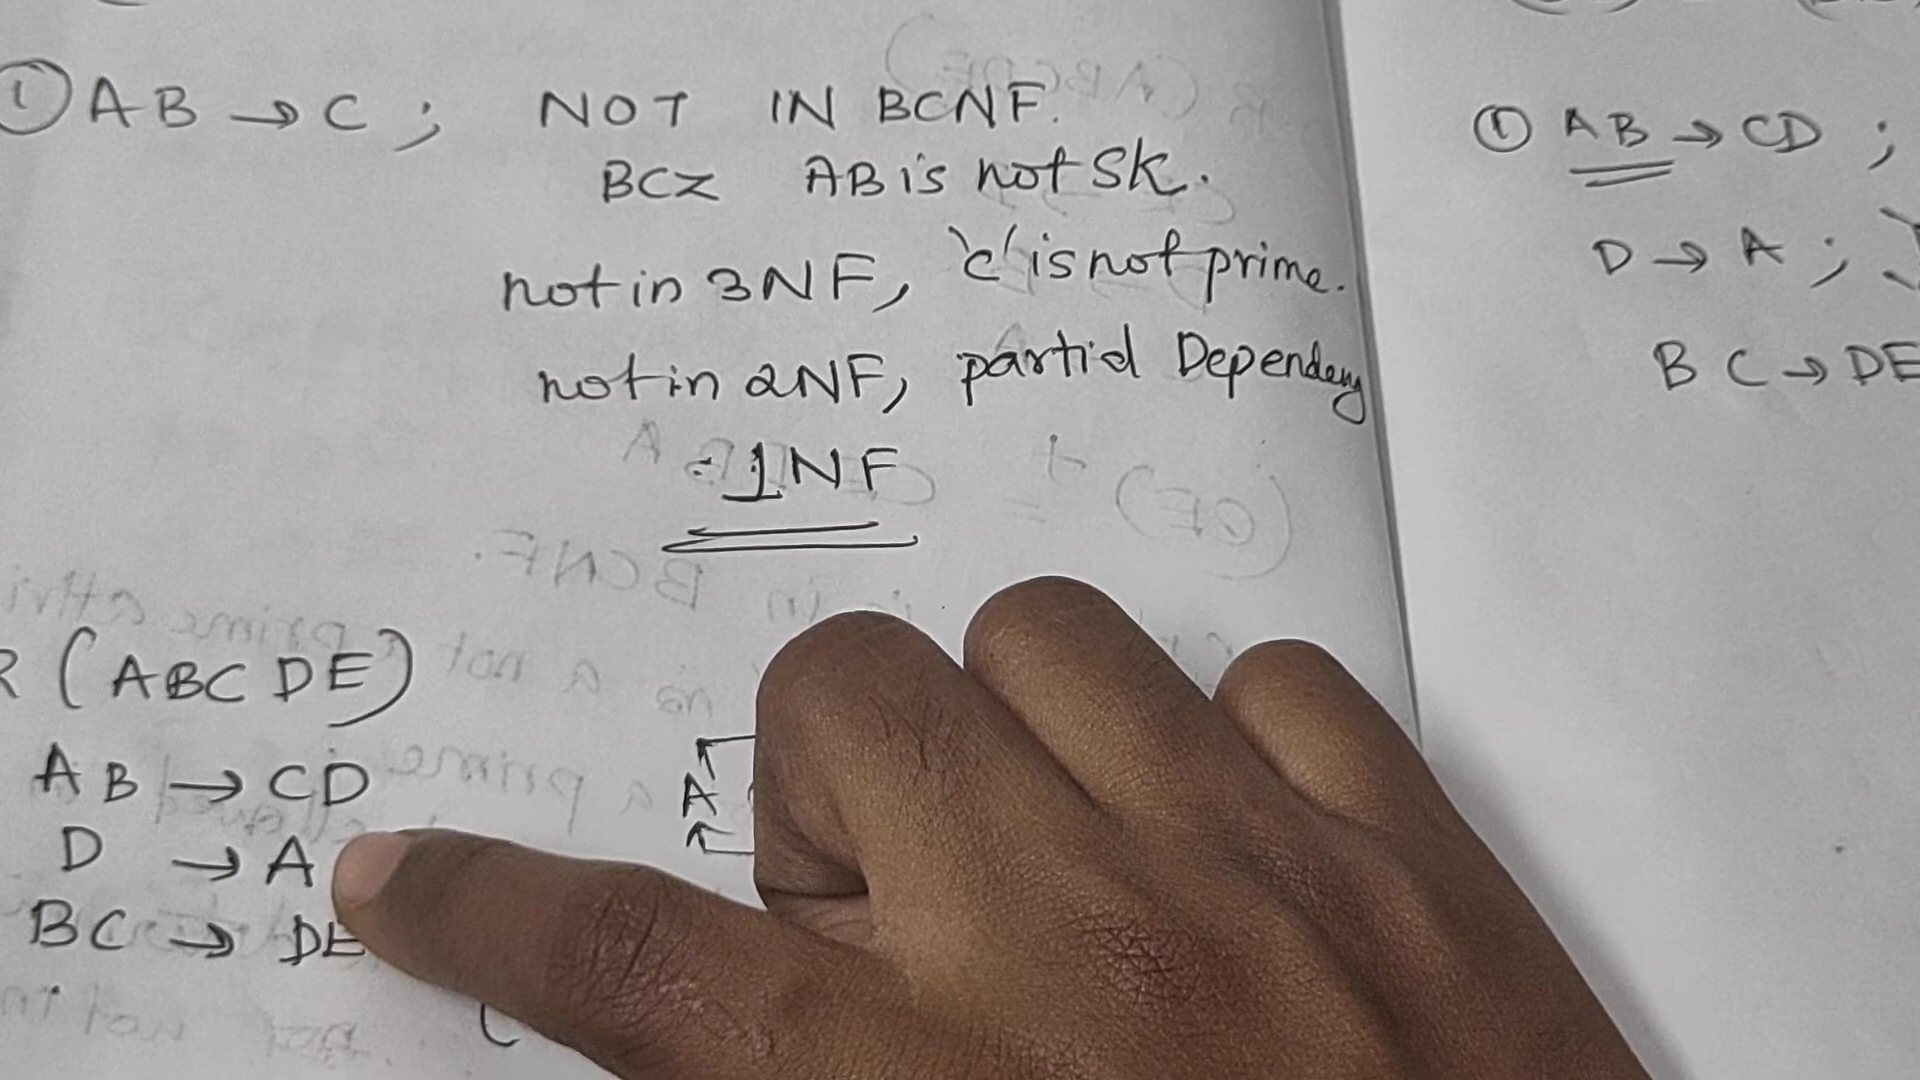 ① AB → C ; NOT IN BCNF.
BCZ AB is not SK.
not in 3NF, 'c' is not prime.
not in 2NF, partial Dependeny
∴ 1NF
R (ABCDE)
AB → CD
D → A
BC → DE
A
① AB → CD ;
D → A ;
BC → DE